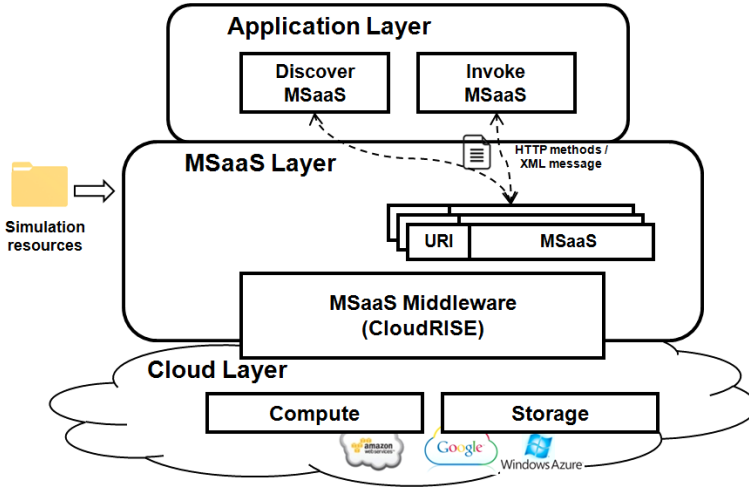 Application Layer
Discover
MSaaS
Invoke
MSaaS
HTTP methods /
XML message
MSaaS Layer
Simulation
resources
URI
MSaaS
MSaaS Middleware
(CloudRISE)
Cloud Layer
Compute
Storage
amazon
webservices
Google
Windows Azure